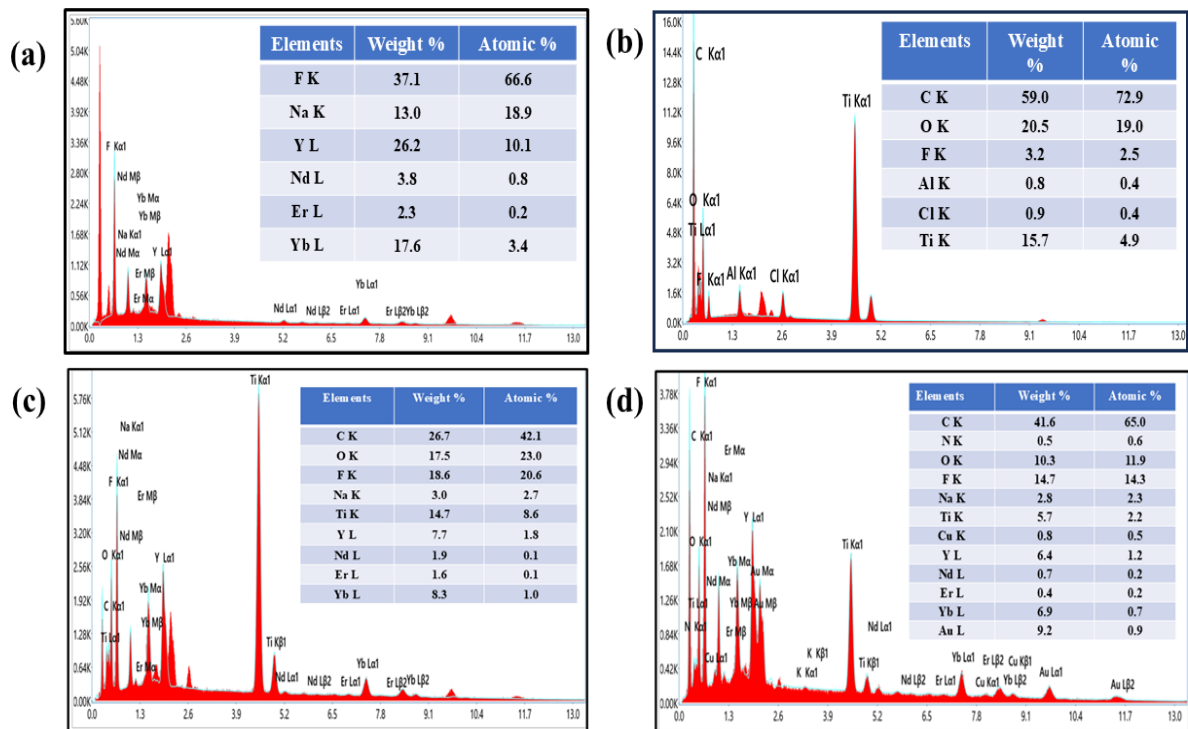 (a)
5.60K
5.04K
4.48K
3.92K
3.36K
2.80K
2.24K
1.68K
1.12K
0.56K
0.00K
F Kα1
Nd Mβ
Yb Mα
Yb Mβ
Na Kα1
Nd Mα
Er Mβ
Er Mα
Y Lα1
Nd Lα1
Nd Lβ2
Er Lα1
Yb Lα1
Er Lβ2
Yb Lβ2
0.0 1.3 2.6 3.9 5.2 6.5 7.8 9.1 10.4 11.7 13.0
Elements Weight % Atomic %
F K 37.1 66.6
Na K 13.0 18.9
Y L 26.2 10.1
Nd L 3.8 0.8
Er L 2.3 0.2
Yb L 17.6 3.4
(b)
16.0K
14.4K
12.8K
11.2K
9.6K
8.0K
6.4K
4.8K
3.2K
1.6K
0.0K
C Kα1
O Kα1
Ti Lα1
F Kα1
Al Kα1
Cl Kα1
Ti Kα1
0.0 1.3 2.6 3.9 5.2 6.5 7.8 9.1 10.4 11.7 13.0
Elements Weight % Atomic %
C K 59.0 72.9
O K 20.5 19.0
F K 3.2 2.5
Al K 0.8 0.4
Cl K 0.9 0.4
Ti K 15.7 4.9
(c)
5.76K
5.12K
4.48K
3.84K
3.20K
2.56K
1.92K
1.28K
0.64K
0.00K
Ti Kα1
Na Kα1
Nd Mα
F Kα1
Er Mβ
Nd Mβ
O Kα1
Y Lα1
Yb Mα
C Kα1
Yb Mβ
Ti Lα1
Er Mα
Ti Kβ1
Nd Lα1
Nd Lβ2
Er Lα1
Yb Lα1
Er Lβ2
Yb Lβ2
0.0 1.3 2.6 3.9 5.2 6.5 7.8 9.1 10.4 11.7 13.0
Elements Weight % Atomic %
C K 26.7 42.1
O K 17.5 23.0
F K 18.6 20.6
Na K 3.0 2.7
Ti K 14.7 8.6
Y L 7.7 1.8
Nd L 1.9 0.1
Er L 1.6 0.1
Yb L 8.3 1.0
(d)
3.78K
3.36K
2.94K
2.52K
2.10K
1.68K
1.26K
0.84K
0.42K
0.00K
F Kα1
C Kα1
Er Mα
Na Kα1
Nd Mβ
Y Lα1
O Kα1
Yb Mα
Nd Mα
Au Mα
Ti Lα1
Yb Mβ
Au Mβ
N Kα1
Er Mβ
Cu Lα1
K Kβ1
K Kα1
Ti Kα1
Ti Kβ1
Nd Lα1
Nd Lβ2
Er Lα1
Yb Lα1
Er Lβ2
Cu Kα1
Cu Kβ1
Yb Lβ2
Au Lα1
Au Lβ2
0.0 1.3 2.6 3.9 5.2 6.5 7.8 9.1 10.4 11.7 13.0
Elements Weight % Atomic %
C K 41.6 65.0
N K 0.5 0.6
O K 10.3 11.9
F K 14.7 14.3
Na K 2.8 2.3
Ti K 5.7 2.2
Cu K 0.8 0.5
Y L 6.4 1.2
Nd L 0.7 0.2
Er L 0.4 0.2
Yb L 6.9 0.7
Au L 9.2 0.9